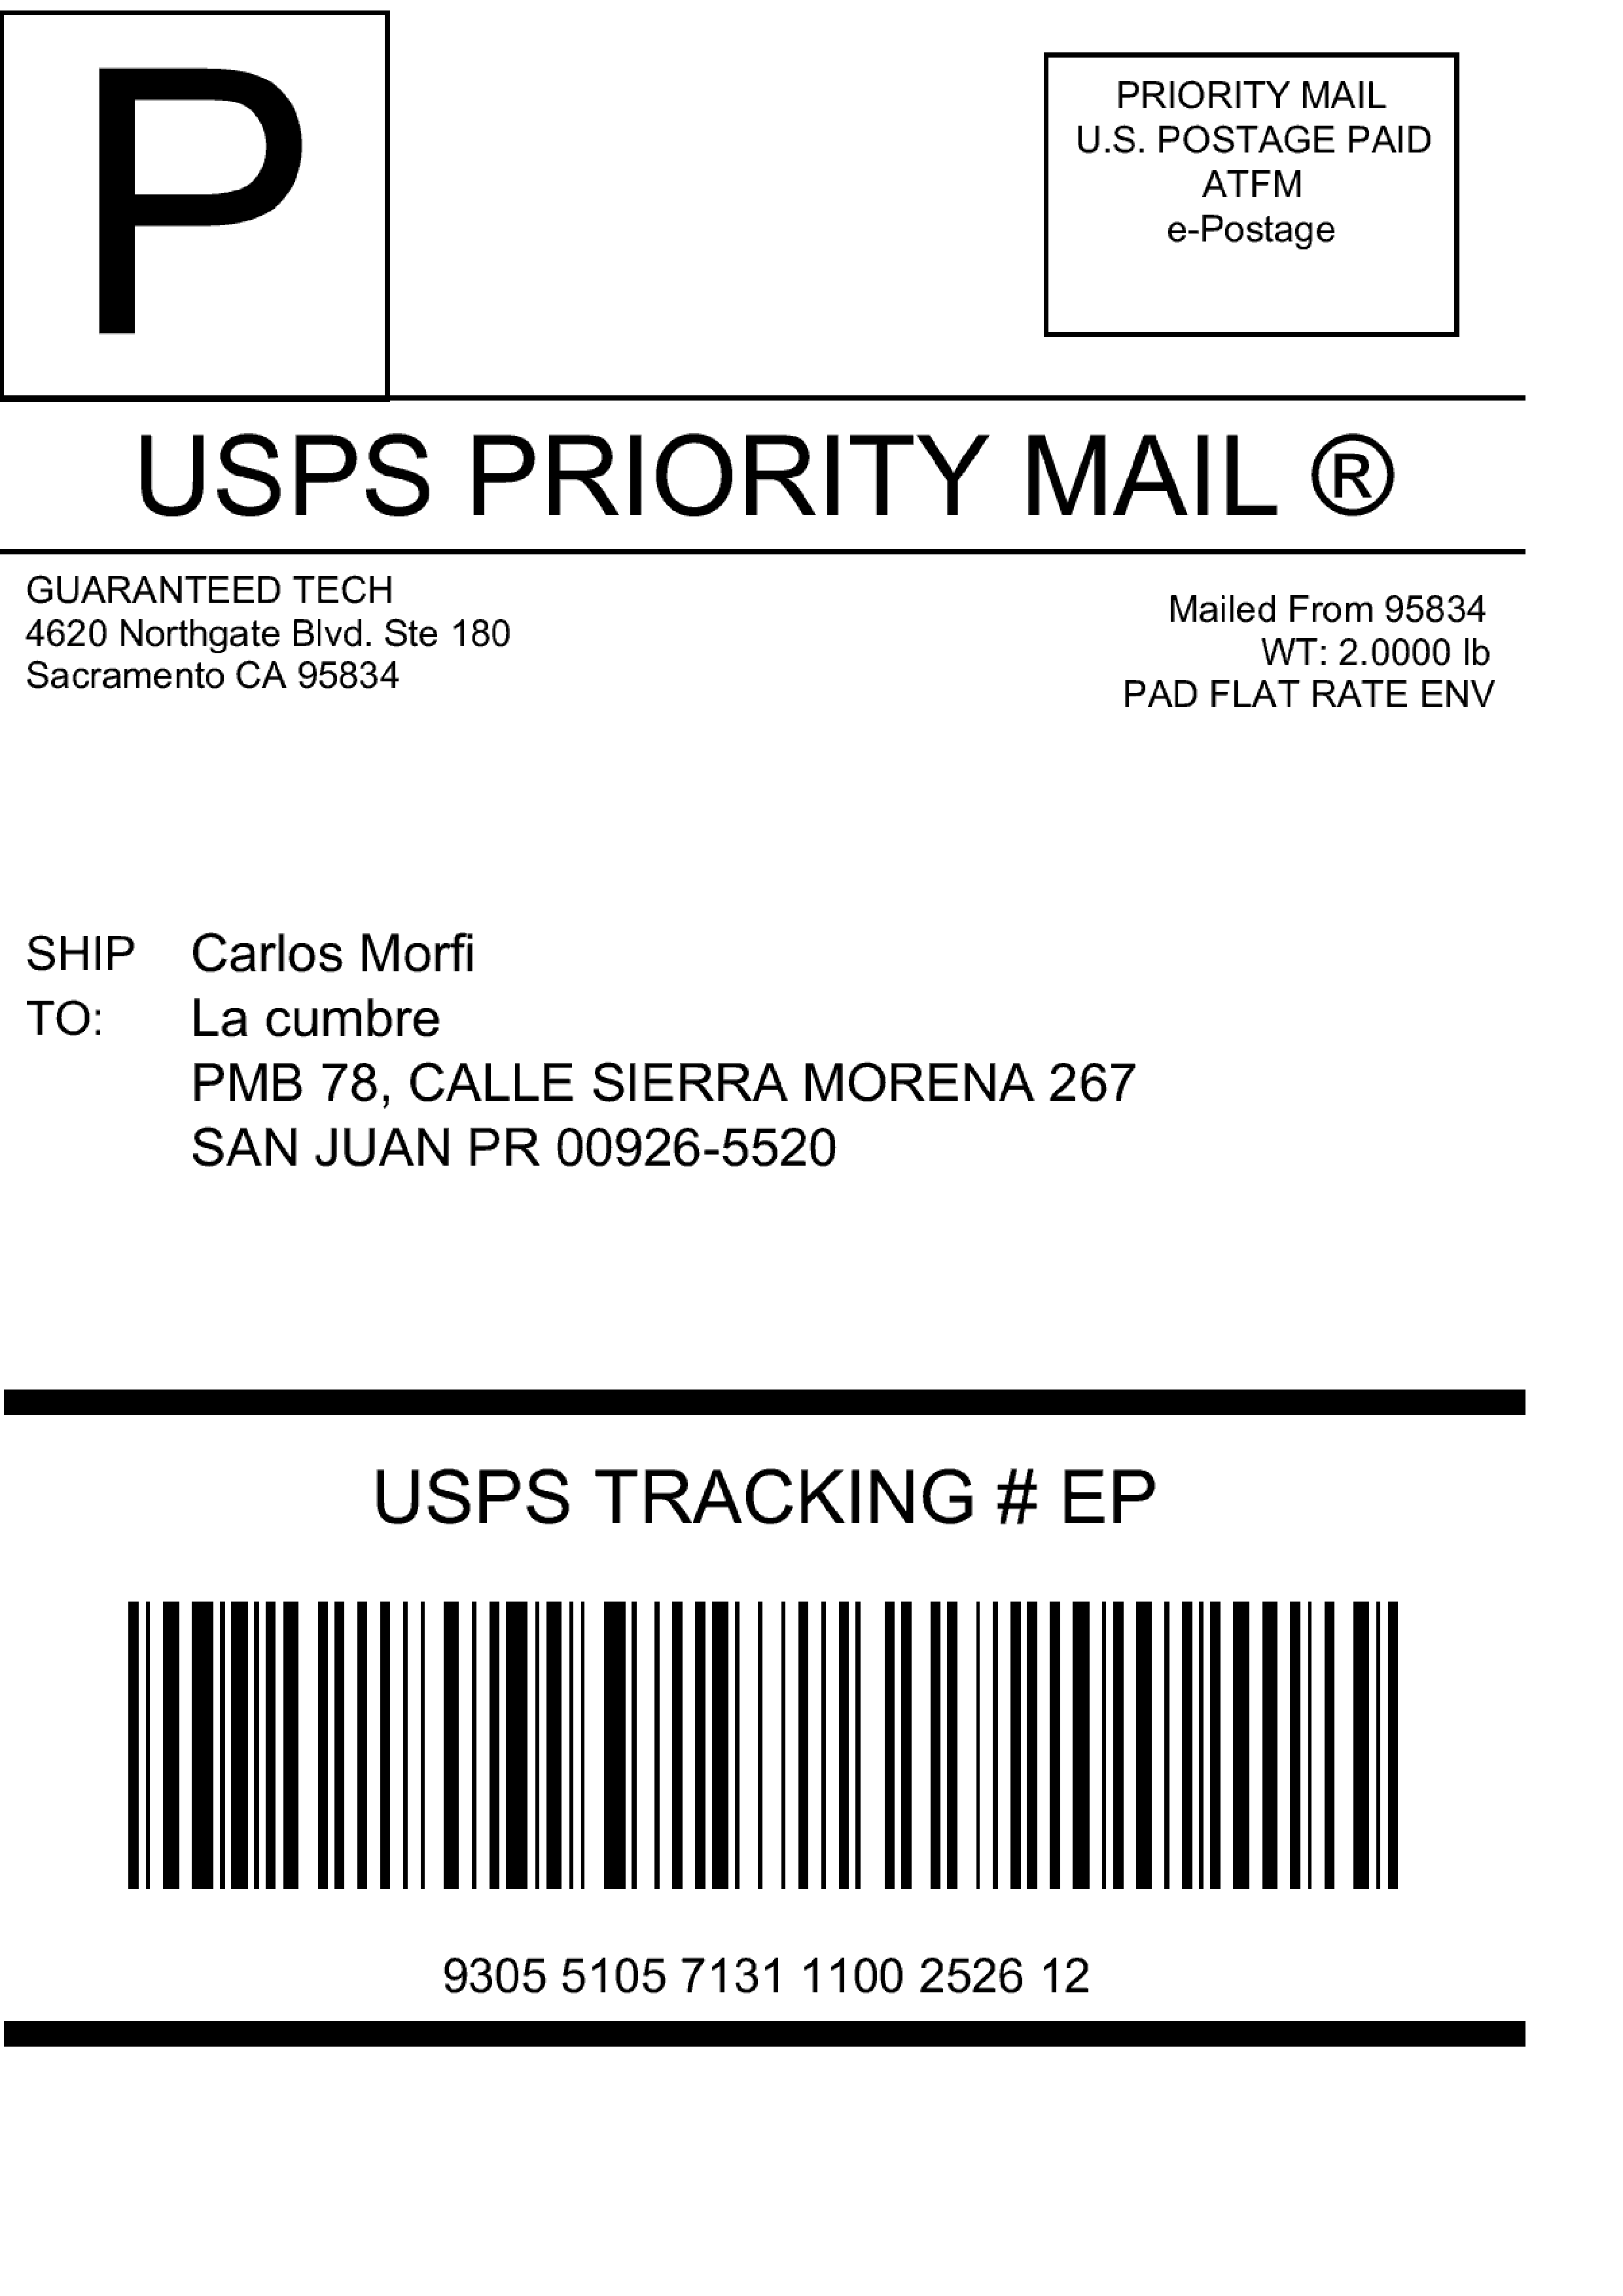 P
PRIORITY MAIL
U.S. POSTAGE PAID
ATFM
e-Postage
USPS PRIORITY MAIL ®
GUARANTEED TECH
4620 Northgate Blvd. Ste 180
Sacramento CA 95834
Mailed From 95834
WT: 2.0000 lb
PAD FLAT RATE ENV
SHIP
TO:
Carlos Morfi
La cumbre
PMB 78, CALLE SIERRA MORENA 267
SAN JUAN PR 00926-5520
USPS TRACKING # EP
9305 5105 7131 1100 2526 12